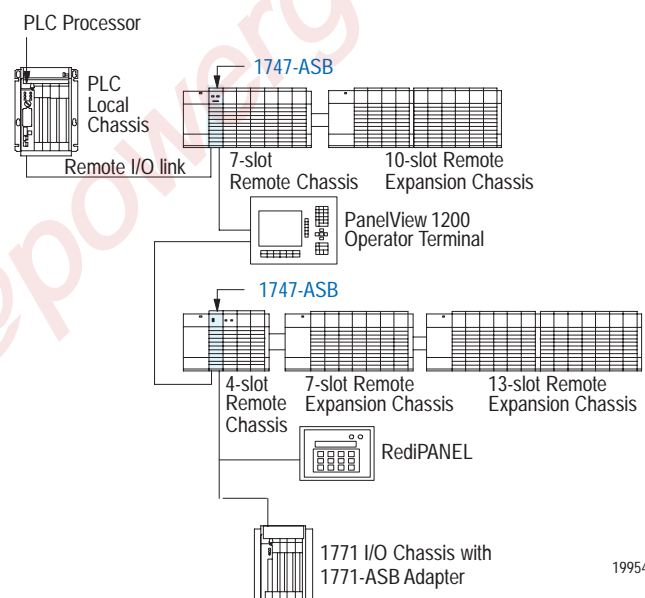 PLC Processor
1747-ASB
PLC
Local
Chassis
Remote I/O link
7-slot
Remote Chassis
10-slot Remote
Expansion Chassis
PanelView 1200
Operator Terminal
1747-ASB
4-slot
Remote
Chassis
7-slot Remote
Expansion Chassis
13-slot Remote
Expansion Chassis
RediPANEL
1771 I/O Chassis with
1771-ASB Adapter
19954
epowerg